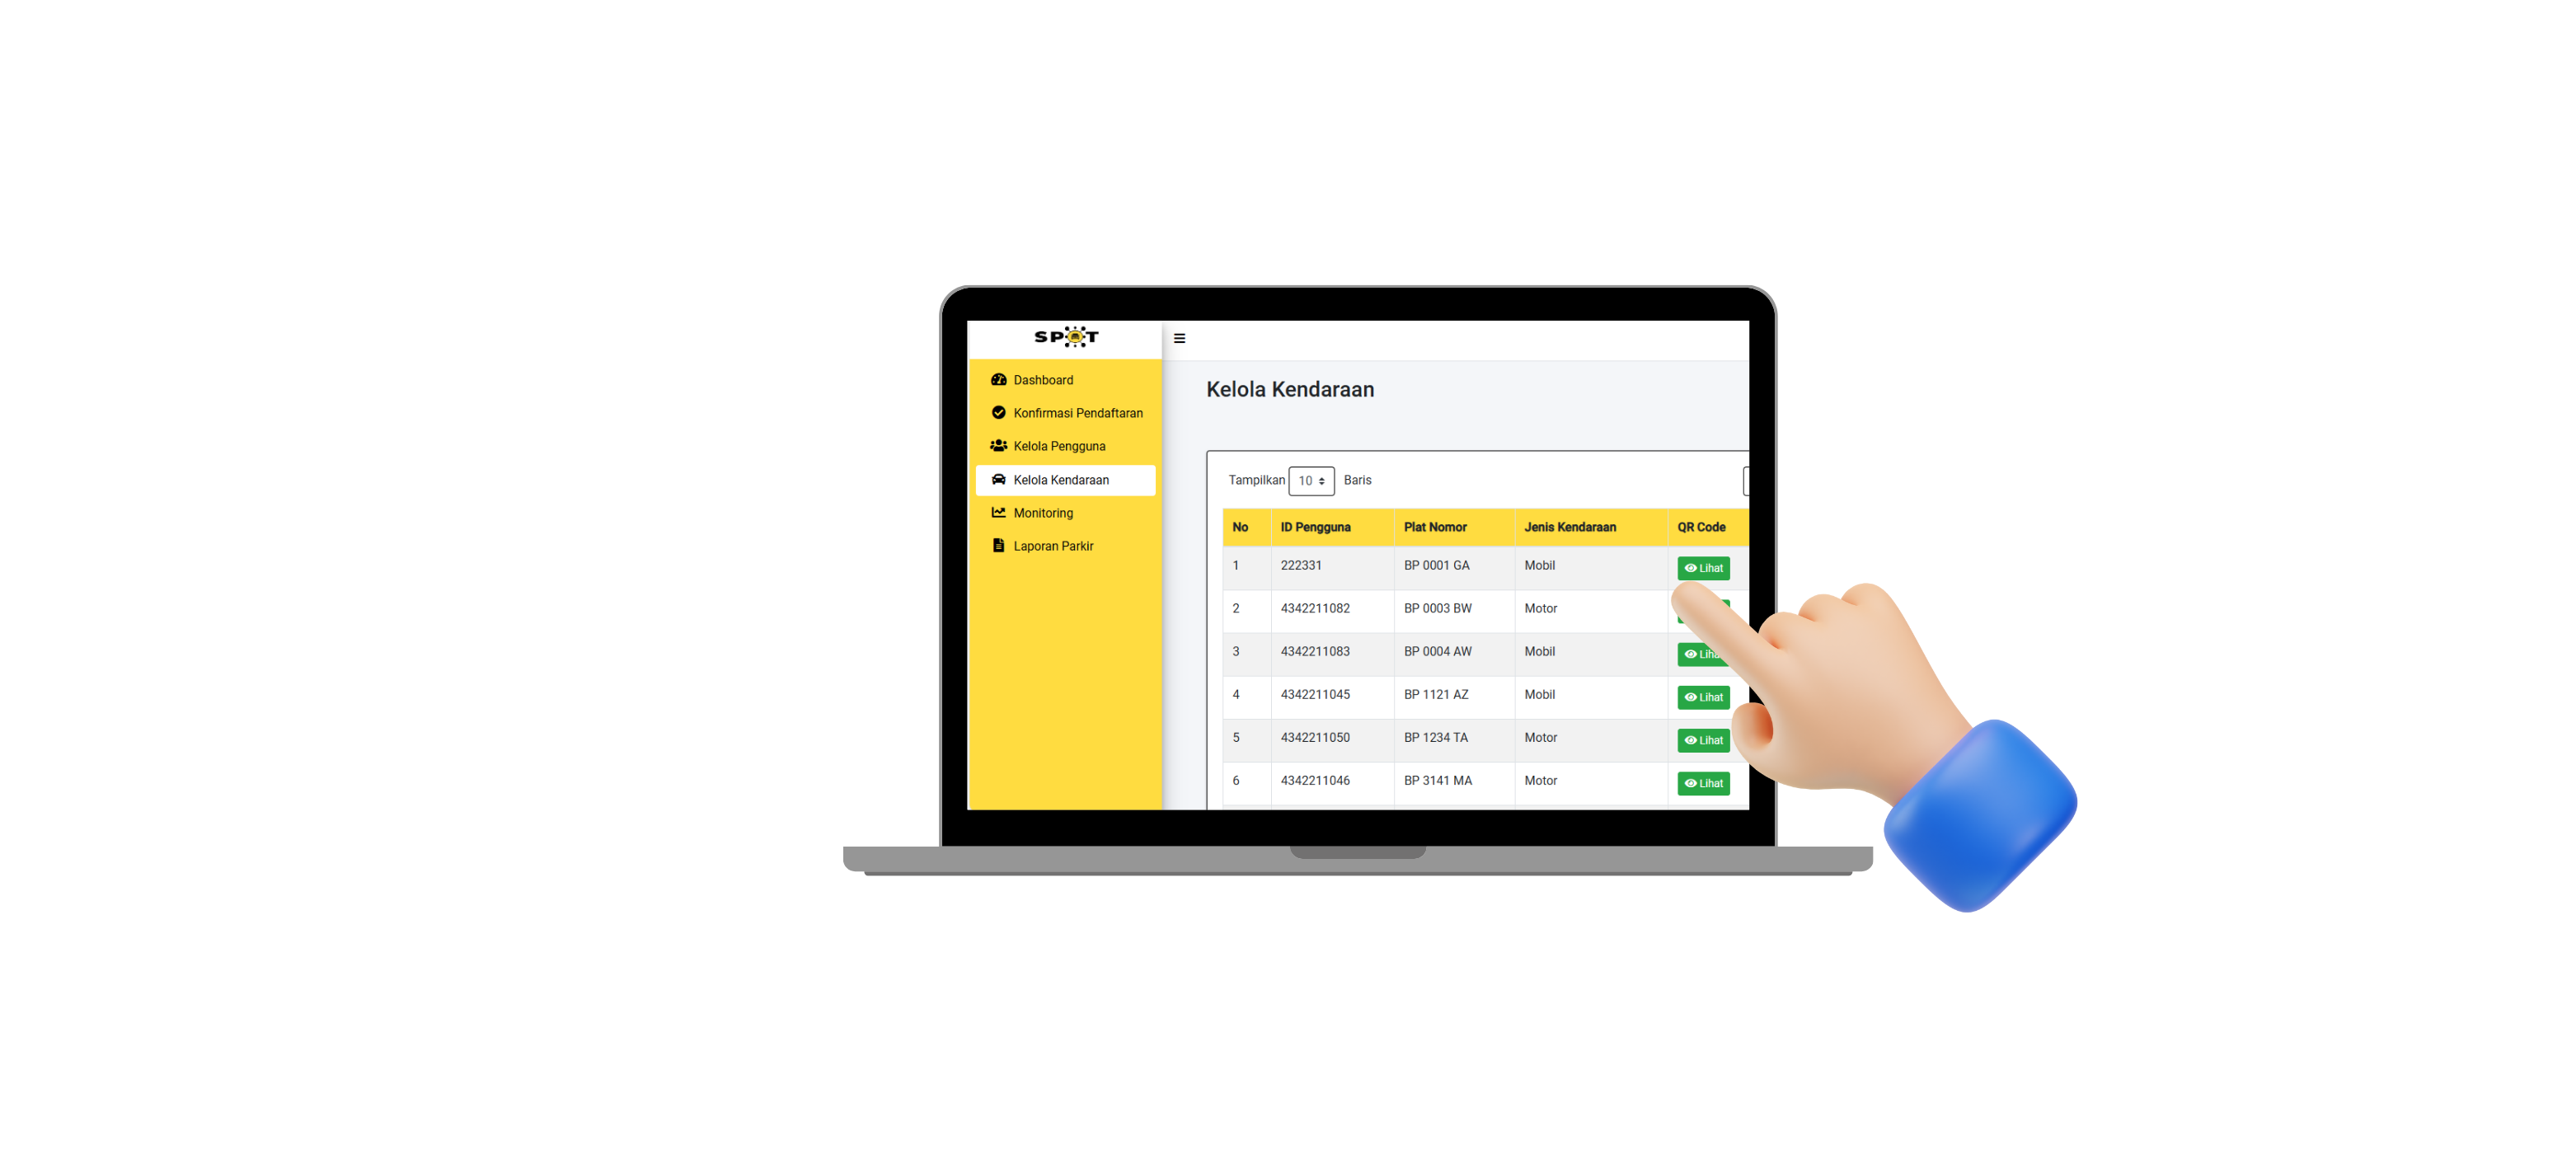 SPOT
Dashboard
Konfirmasi Pendaftaran
Kelola Pengguna
Kelola Kendaraan
Monitoring
Laporan Parkir
Kelola Kendaraan
Tampilkan 10 Baris
No ID Pengguna Plat Nomor Jenis Kendaraan QR Code
1 222331 BP 0001 GA Mobil Lihat
2 4342211082 BP 0003 BW Motor
3 4342211083 BP 0004 AW Mobil
4 4342211045 BP 1121 AZ Mobil Lihat
5 4342211050 BP 1234 TA Motor Lihat
6 4342211046 BP 3141 MA Motor Lihat